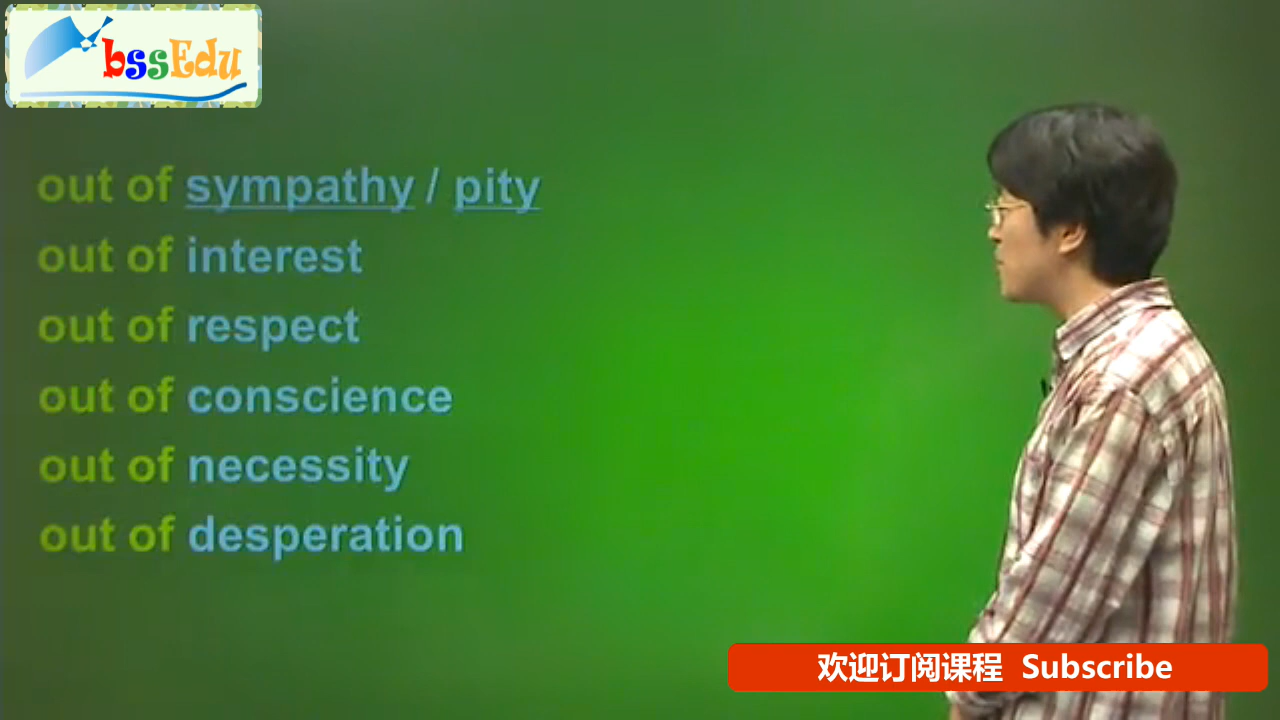 bssEdu
out of sympathy / pity
out of interest
out of respect
out of conscience
out of necessity
out of desperation
欢迎订阅课程 Subscribe